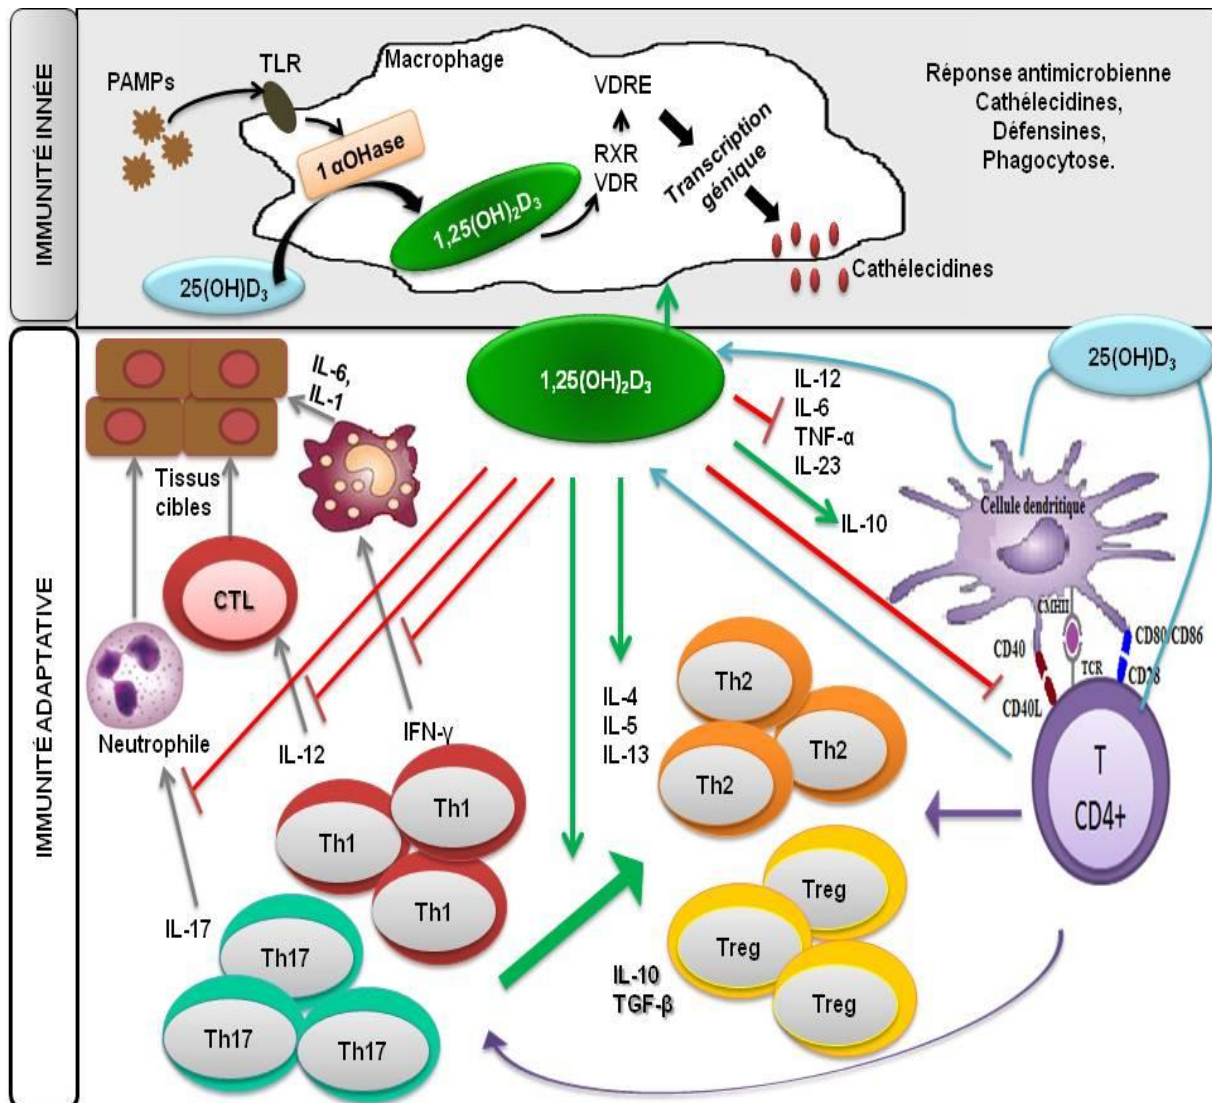 IMMUNITÉ INNÉE
PAMPs
TLR
Macrophage
1 αOHase
25(OH)D₃
1,25(OH)₂D₃
VDRE
RXR
VDR
Transcription
génique
Cathélecidines
Réponse antimicrobienne
Cathélecidines,
Défensines,
Phagocytose.
IMMUNITÉ ADAPTATIVE
IL-6,
IL-1
Tissus
cibles
CTL
Neutrophile
IL-12
IFN-γ
IL-17
Th1
Th1
Th1
Th17
Th17
Th17
1,25(OH)₂D₃
IL-12
IL-6
TNF-α
IL-23
IL-10
IL-4
IL-5
IL-13
Th2
Th2
Th2
Treg
Treg
Treg
IL-10
TGF-β
25(OH)D₃
Cellule dendritique
CMHII
CD80/CD86
CD40
TCR
CD28
CD40L
T
CD4+